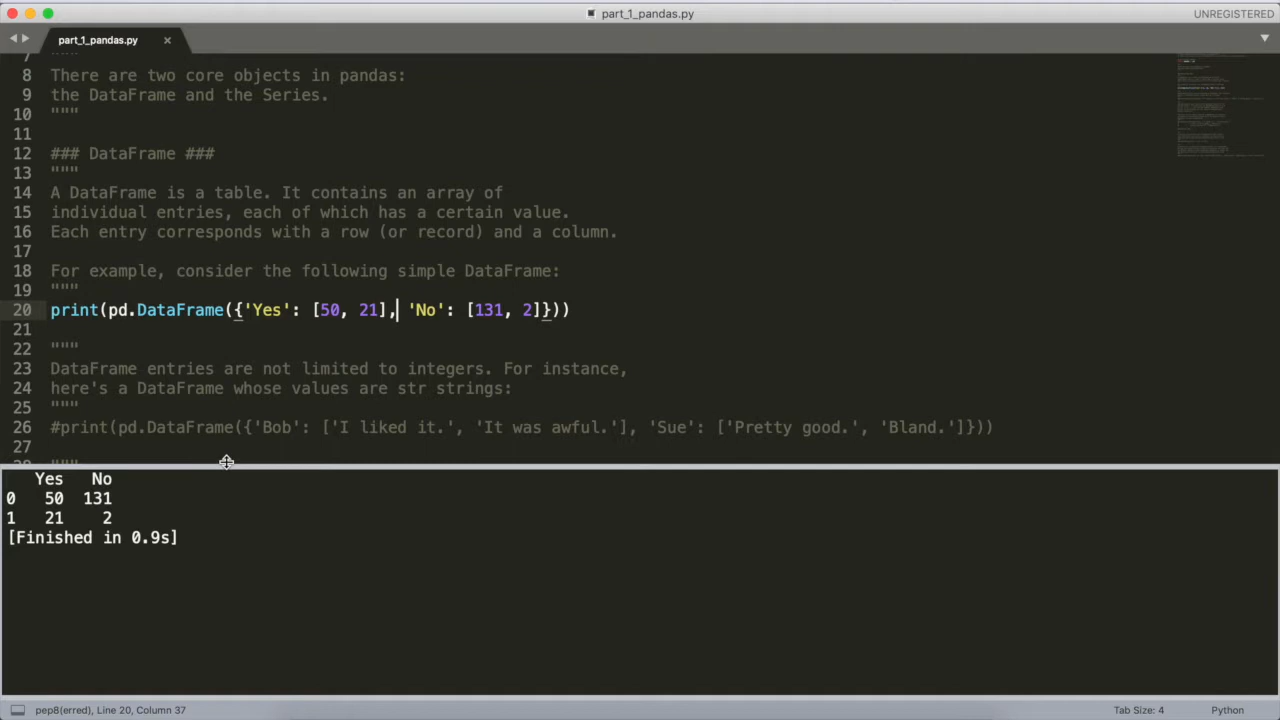 part_1_pandas.py
UNREGISTERED
part_1_pandas.py
7 """
8 There are two core objects in pandas:
9 the DataFrame and the Series.
10 """
11
12 ### DataFrame ###
13 """
14 A DataFrame is a table. It contains an array of
15 individual entries, each of which has a certain value.
16 Each entry corresponds with a row (or record) and a column.
17
18 For example, consider the following simple DataFrame:
19 """
20 print(pd.DataFrame({'Yes': [50, 21], 'No': [131, 2]}))
21
22 """
23 DataFrame entries are not limited to integers. For instance,
24 here's a DataFrame whose values are str strings:
25 """
26 #print(pd.DataFrame({'Bob': ['I liked it.', 'It was awful.'], 'Sue': ['Pretty good.', 'Bland.']}))
27
28 """
Yes No
0 50 131
1 21 2
[Finished in 0.9s]
pep8(erred), Line 20, Column 37
Tab Size: 4
Python